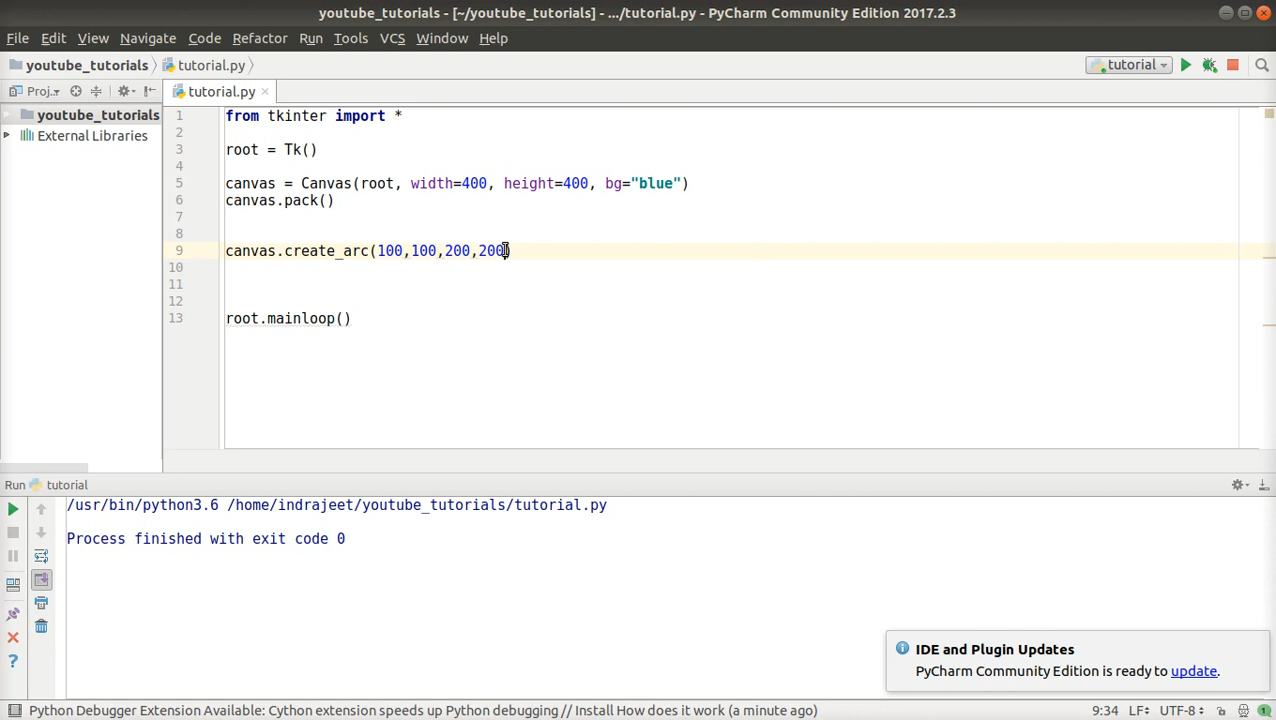 youtube_tutorials - [~/youtube_tutorials] - .../tutorial.py - PyCharm Community Edition 2017.2.3
File Edit View Navigate Code Refactor Run Tools VCS Window Help
youtube_tutorials tutorial.py tutorial
Proj.. tutorial.py
youtube_tutorials
External Libraries
1 from tkinter import *
2
3 root = Tk()
4
5 canvas = Canvas(root, width=400, height=400, bg="blue")
6 canvas.pack()
7
8
9 canvas.create_arc(100,100,200,200)
10
11
12
13 root.mainloop()
Run tutorial
/usr/bin/python3.6 /home/indrajeet/youtube_tutorials/tutorial.py
Process finished with exit code 0
IDE and Plugin Updates
PyCharm Community Edition is ready to update.
Python Debugger Extension Available: Cython extension speeds up Python debugging // Install How does it work (a minute ago) 9:34 LF UTF-8 1